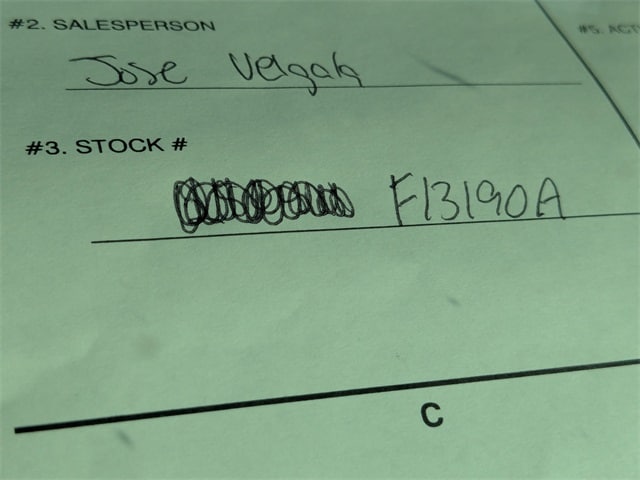 #2. SALESPERSON
Jose Vergara
#3. STOCK #
F13190A
C